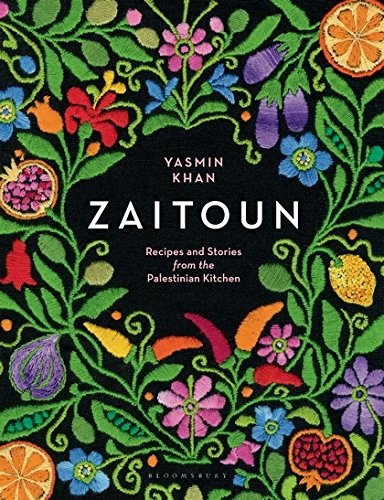 YASMIN
KHAN
ZAITOUN
Recipes and Stories
from the
Palestinian Kitchen
BLOOMSBURY